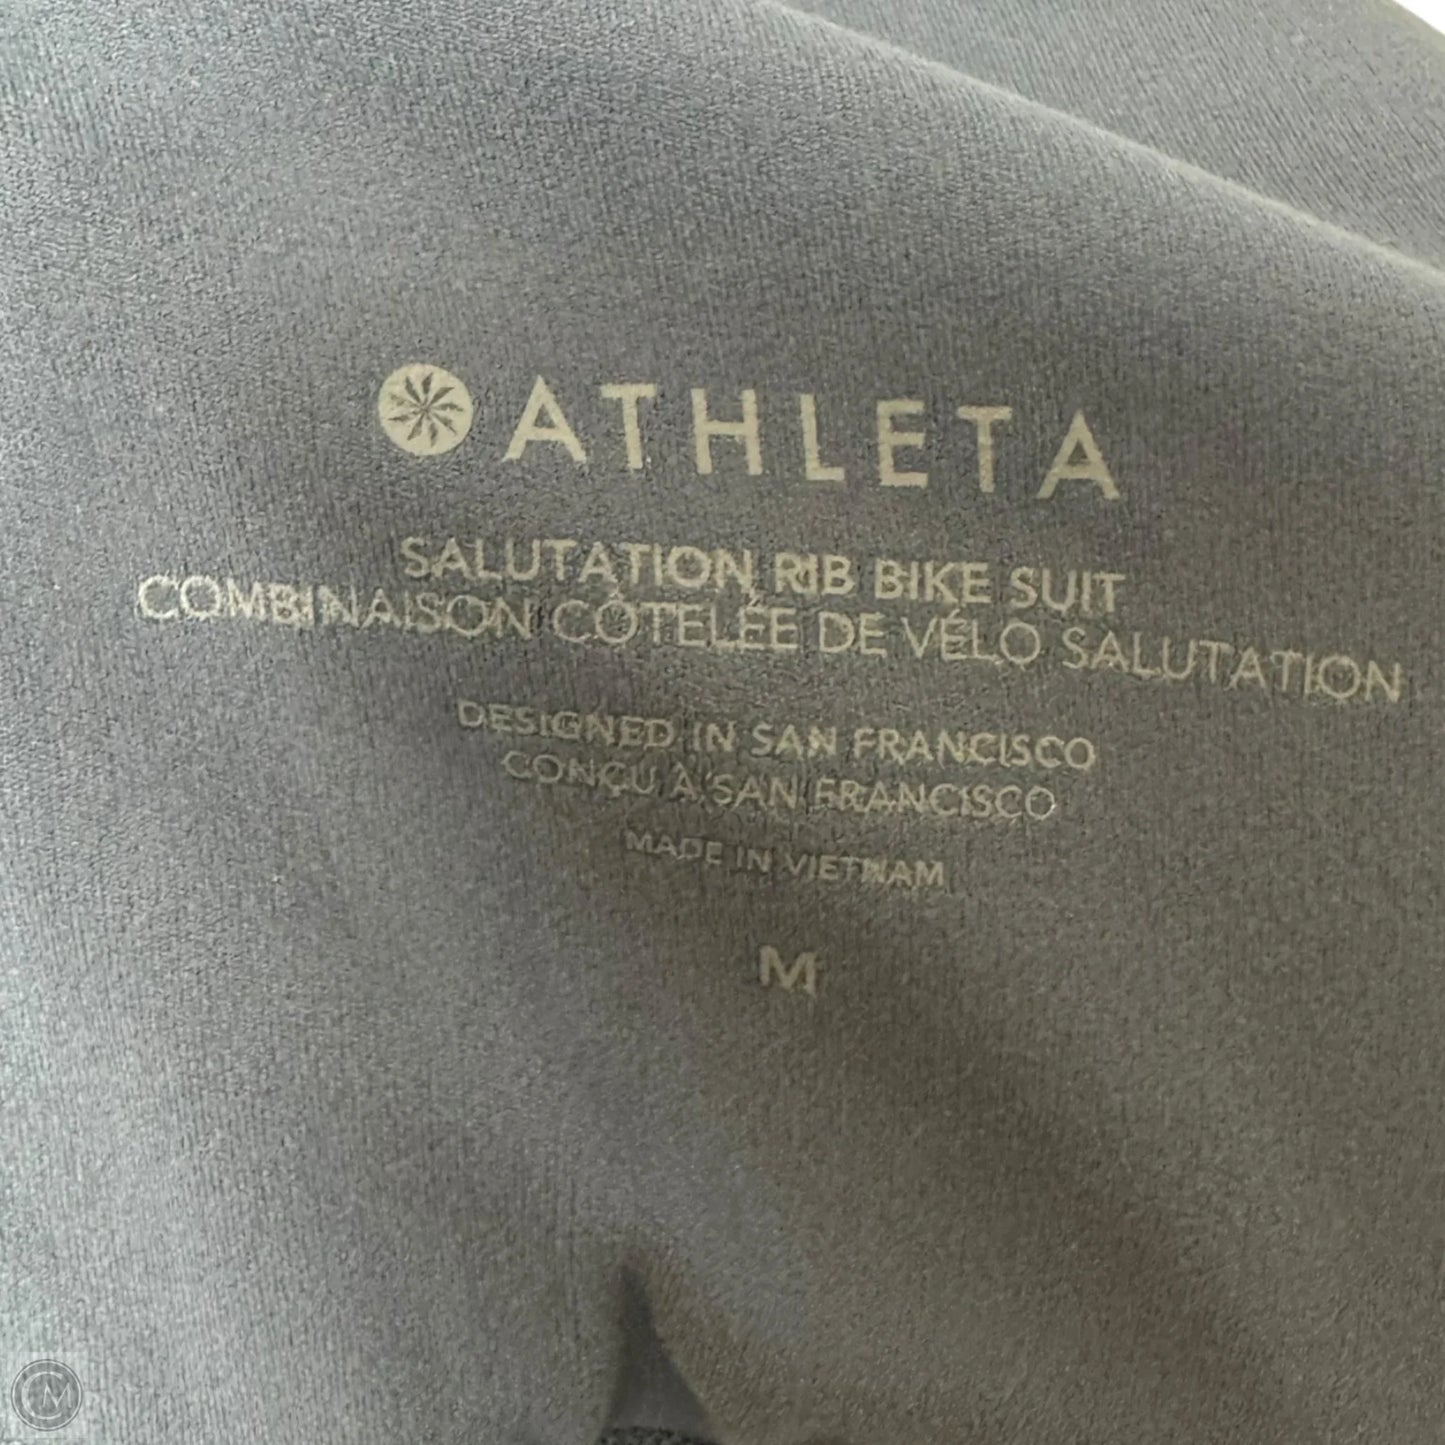 ATHLETA
SALUTATION RIB BIKE SUIT
COMBINAISON CÔTELÉE DE VÉLO SALUTATION
DESIGNED IN SAN FRANCISCO
CONÇU À SAN FRANCISCO
MADE IN VIETNAM
M
CM